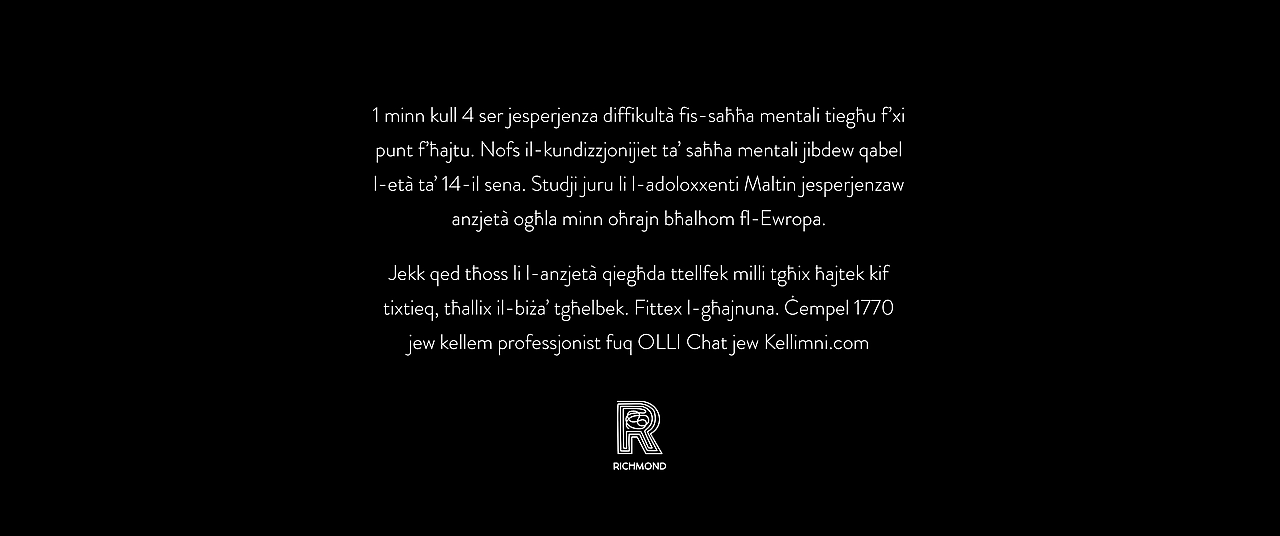 1 minn kull 4 ser jesperjenza diffikultà fis-saħħa mentali tiegħu f’xi
punt f’ħajtu. Nofs il-kundizzjonijiet ta’ saħħa mentali jibdew qabel
l-età ta’ 14-il sena. Studji juru li l-adoloxxenti Maltin jesperjenzaw
anzjetà ogħla minn oħrajn bħalhom fl-Ewropa.
Jekk qed tħoss li l-anzjetà qiegħda ttellfek milli tgħix ħajtek kif
tixtieq, tħallix il-biża’ tgħelbek. Fittex l-għajnuna. Ċempel 1770
jew kellem professjonist fuq OLLI Chat jew Kellimni.com
RICHMOND